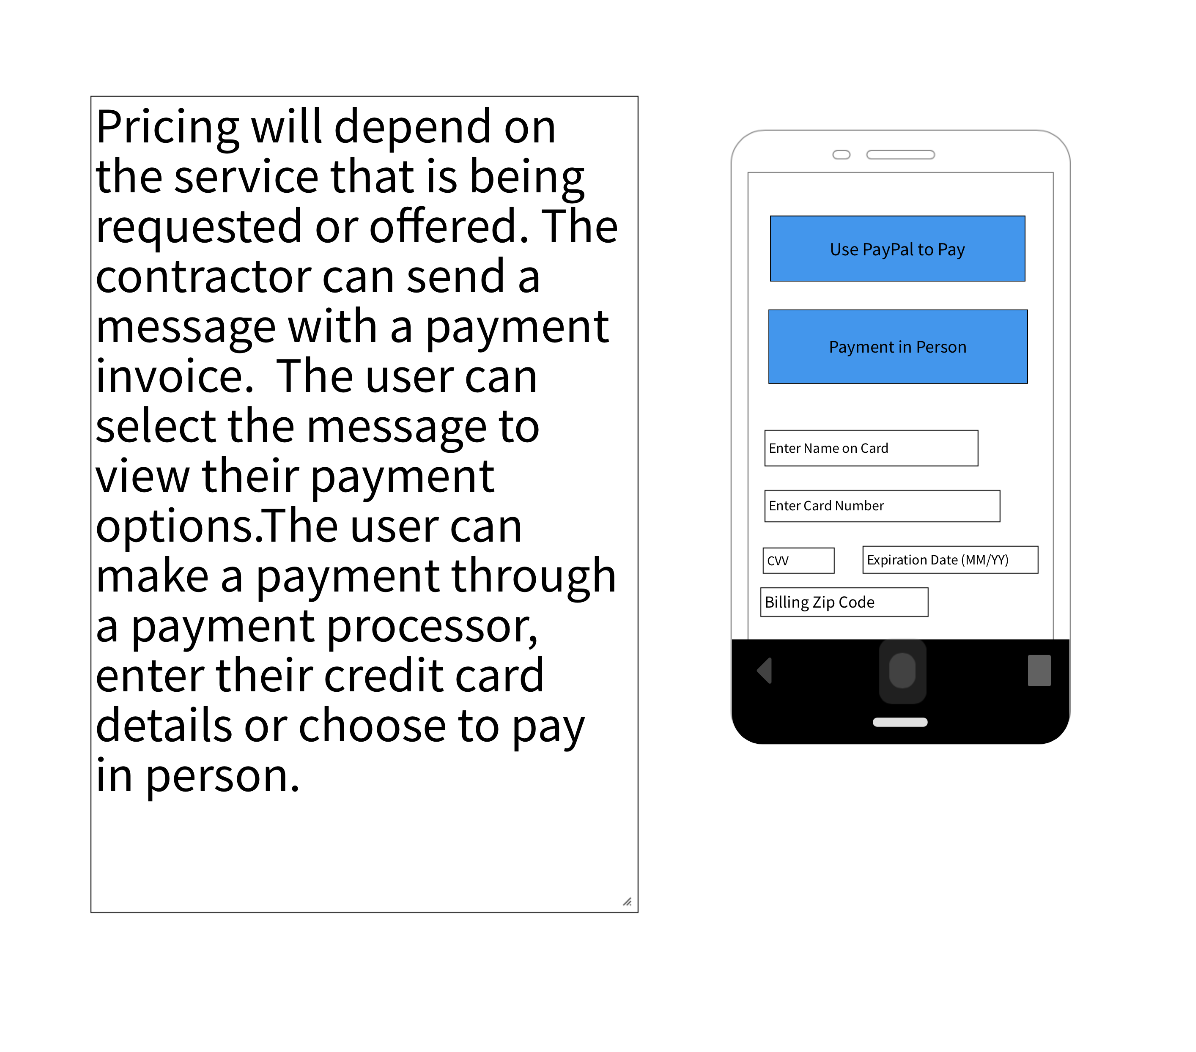 Pricing will depend on
the service that is being
requested or offered. The
contractor can send a
message with a payment
invoice.  The user can
select the message to
view their payment
options.The user can
make a payment through
a payment processor,
enter their credit card
details or choose to pay
in person.
Use PayPal to Pay
Payment in Person
Enter Name on Card
Enter Card Number
CVV
Expiration Date (MM/YY)
Billing Zip Code